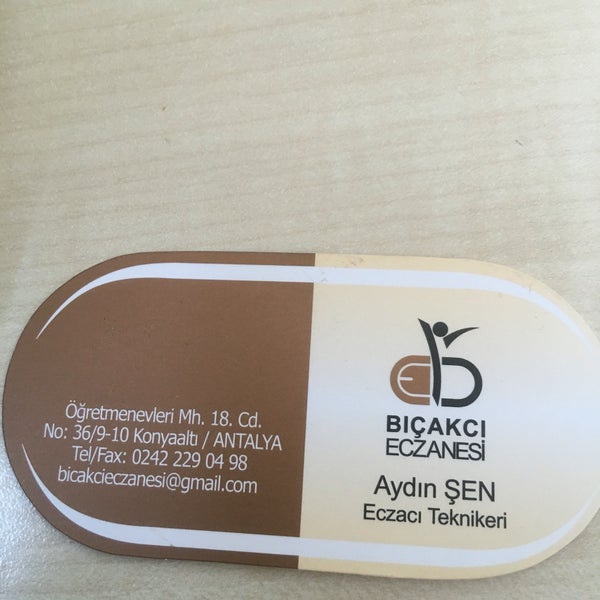 Öğretmenevleri Mh. 18. Cd.
No: 36/9-10 Konyaaltı / ANTALYA
Tel/Fax: 0242 229 04 98
bicakcieczanesi@gmail.com
BIÇAKCI
ECZANESİ
Aydın ŞEN
Eczacı Teknikeri